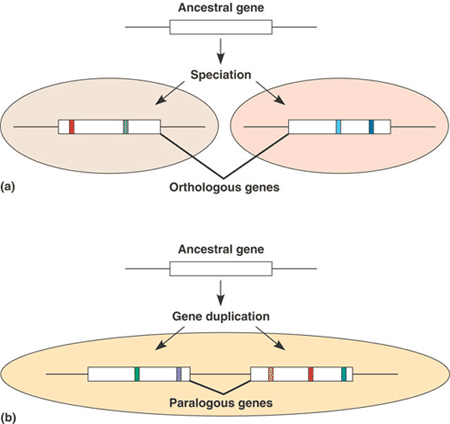 Ancestral gene
Speciation
Orthologous genes
(a)
Ancestral gene
Gene duplication
Paralogous genes
(b)